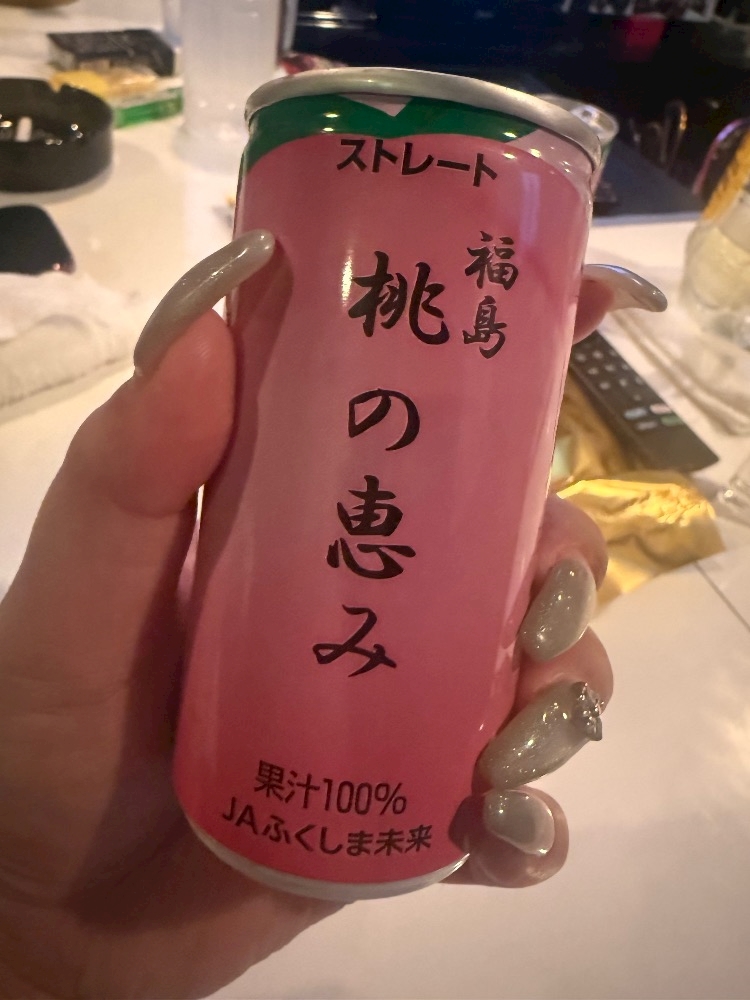 ストレート
福島
桃の恵み
果汁100%
JAふくしま未来